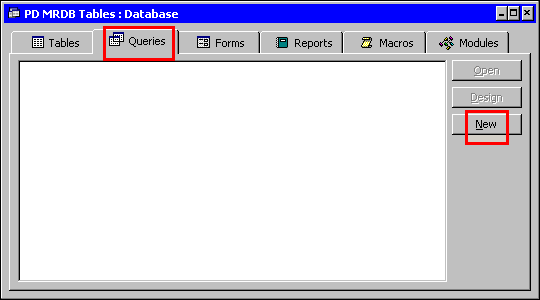 PD MRDB Tables : Database
Tables Queries Forms Reports Macros Modules
Open
Design
New